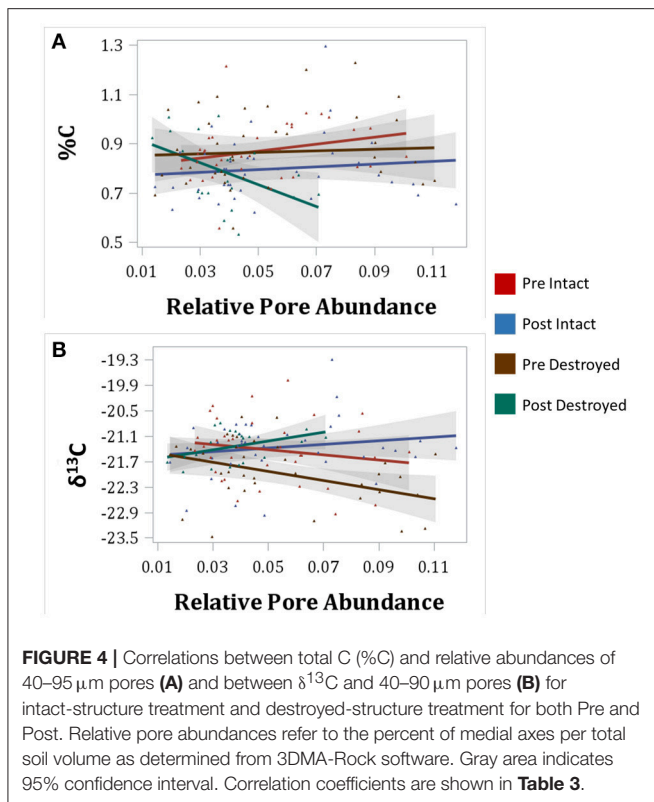 A
%C
1.3
1.1
0.9
0.7
0.5
0.01 0.03 0.05 0.07 0.09 0.11
Relative Pore Abundance
Pre Intact
Post Intact
Pre Destroyed
Post Destroyed
B
δ13C
-19.3
-19.9
-20.5
-21.1
-21.7
-22.3
-22.9
-23.5
0.01 0.03 0.05 0.07 0.09 0.11
Relative Pore Abundance
FIGURE 4 | Correlations between total C (%C) and relative abundances of
40–95 μm pores (A) and between δ13C and 40–90 μm pores (B) for
intact-structure treatment and destroyed-structure treatment for both Pre and
Post. Relative pore abundances refer to the percent of medial axes per total
soil volume as determined from 3DMA-Rock software. Gray area indicates
95% confidence interval. Correlation coefficients are shown in Table 3.